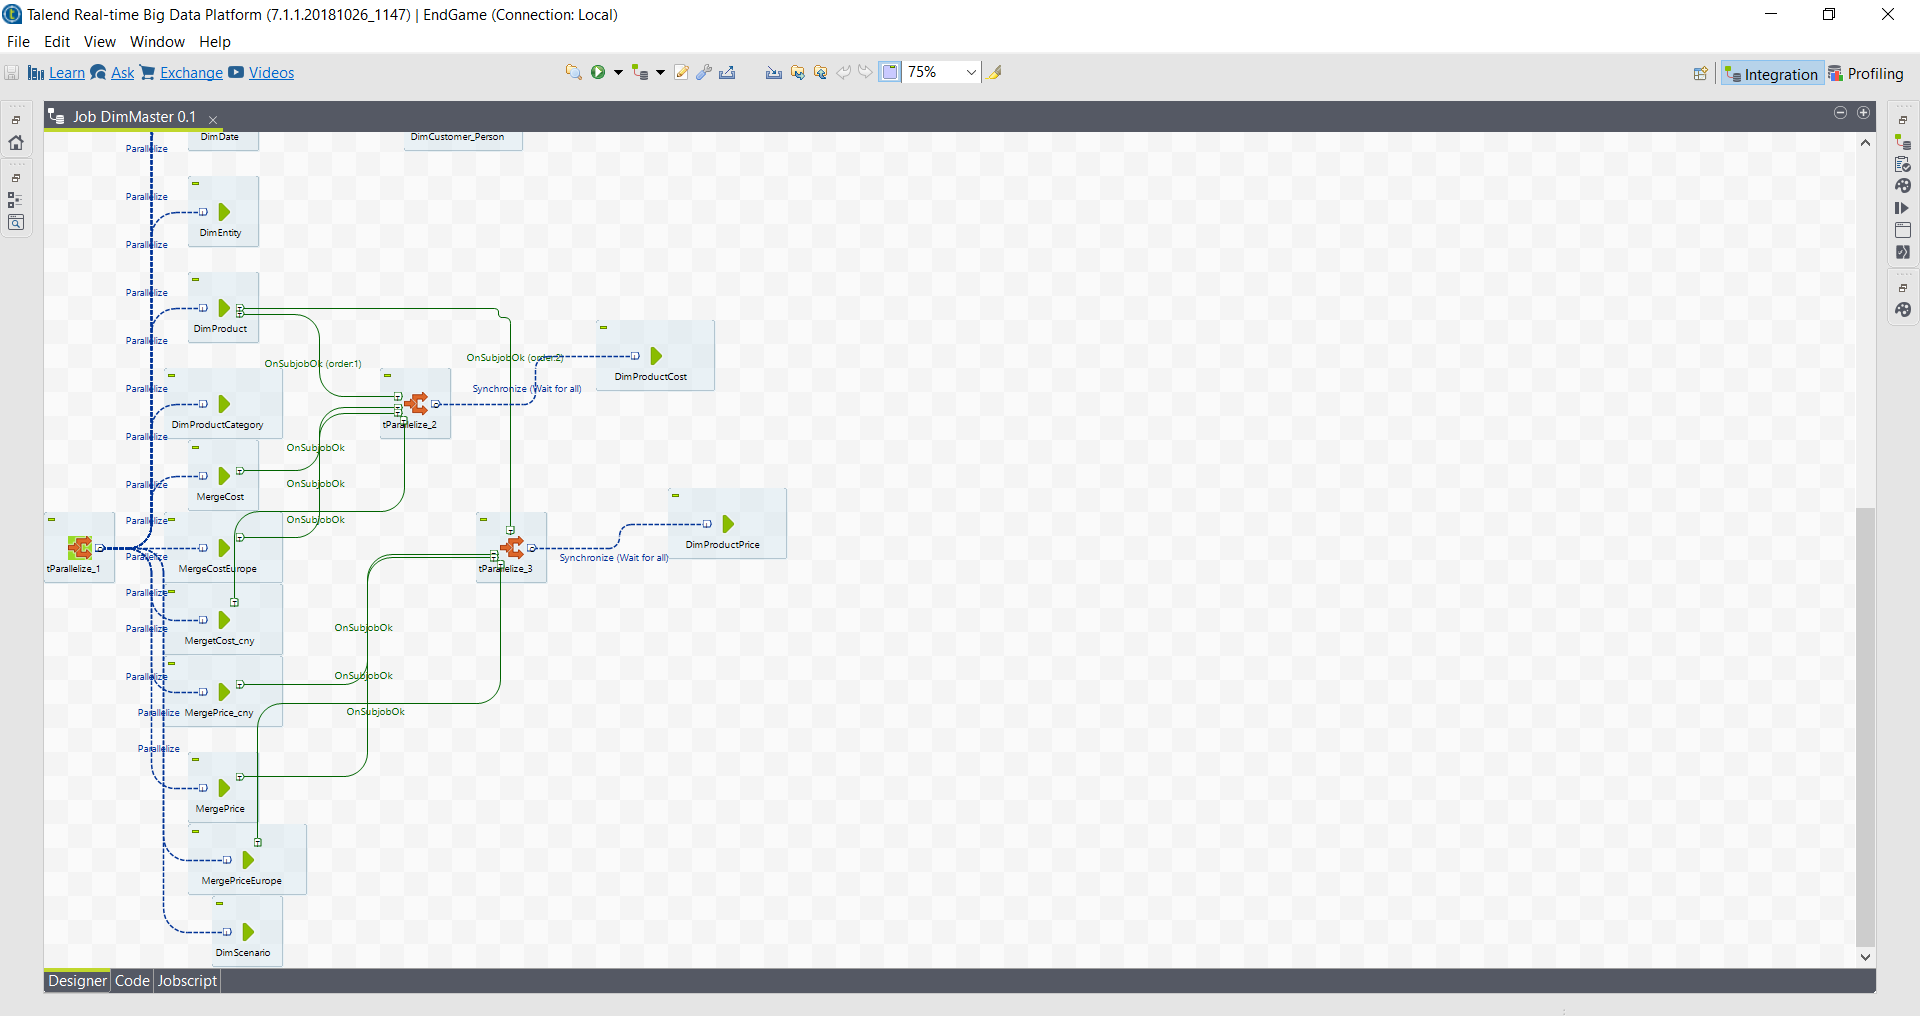 Talend Real-time Big Data Platform (7.1.1.20181026_1147) | EndGame (Connection: Local)
File Edit View Window Help
Learn Ask Exchange Videos 75% Integration Profiling
Job DimMaster 0.1
DimDate DimCustomer_Person
Parallelize
Parallelize
DimEntity
Parallelize
Parallelize
DimProduct
Parallelize
OnSubjobOk (order:1) OnSubjobOk (order:2)
DimProductCost
Parallelize Synchronize (Wait for all)
DimProductCategory tParallelize_2
Parallelize
OnSubjobOk
Parallelize OnSubjobOk
MergeCost
Parallelize OnSubjobOk
DimProductPrice
Parallelize Synchronize (Wait for all)
tParallelize_1 MergeCostEurope tParallelize_3
Parallelize
Parallelize OnSubjobOk
MergetCost_cny
Parallelize OnSubjobOk
Parallelize MergePrice_cny OnSubjobOk
Parallelize
MergePrice
MergePriceEurope
DimScenario
Designer Code Jobscript